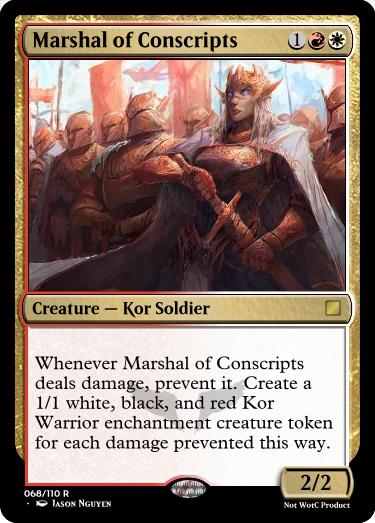 Marshal of Conscripts 1
Creature — Kor Soldier
Whenever Marshal of Conscripts
deals damage, prevent it. Create a
1/1 white, black, and red Kor
Warrior enchantment creature token
for each damage prevented this way.
2/2
068/110 R
· Jason Nguyen
Not WotC Product